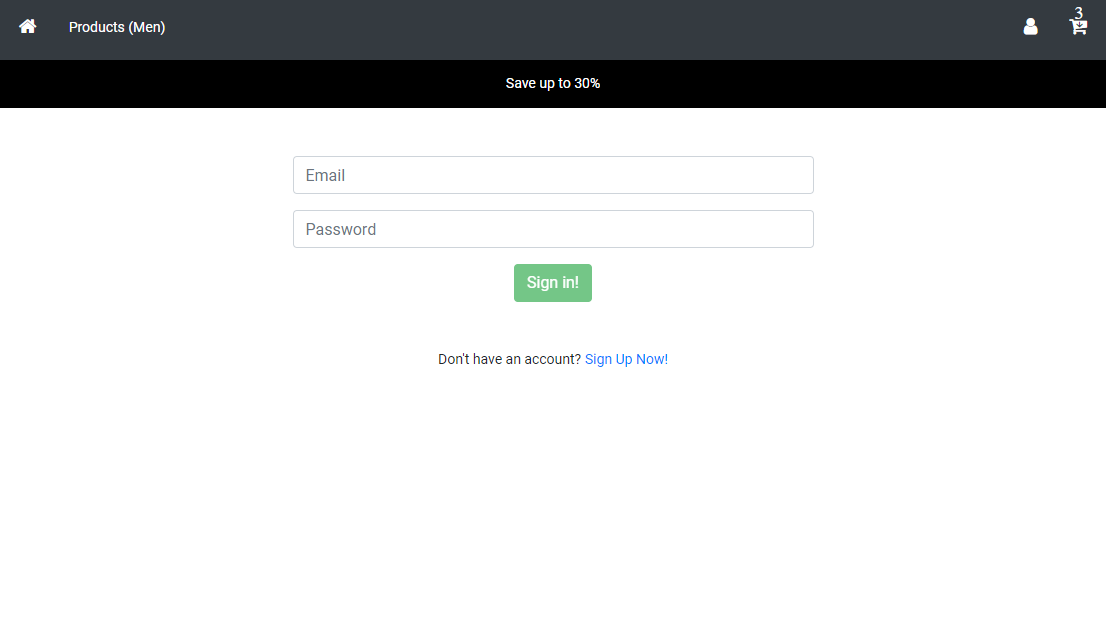 Products (Men)
3
Save up to 30%
Email
Password
Sign in!
Don't have an account? Sign Up Now!